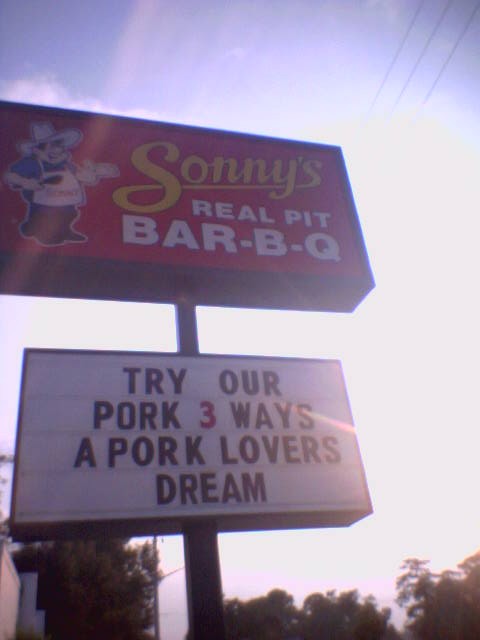 Sonny's
REAL PIT
BAR-B-Q
TRY OUR
PORK 3 WAYS
A PORK LOVERS
DREAM